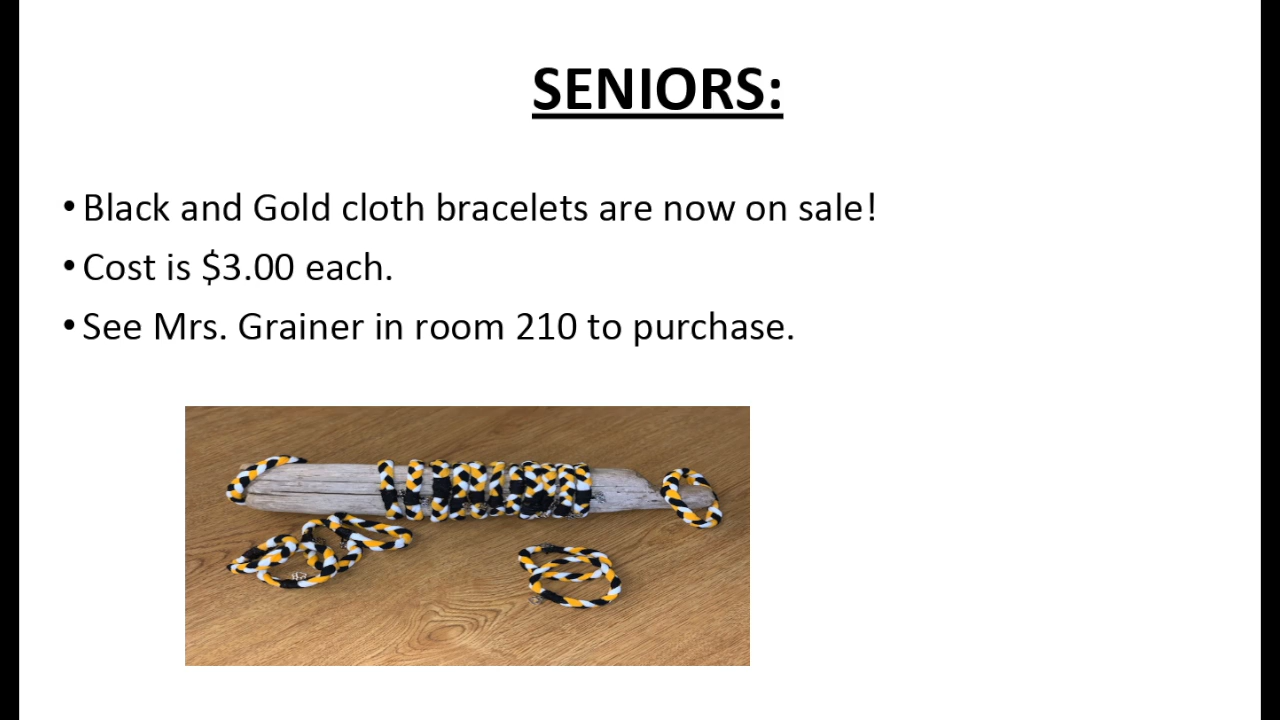 SENIORS:
• Black and Gold cloth bracelets are now on sale!
• Cost is $3.00 each.
• See Mrs. Grainer in room 210 to purchase.